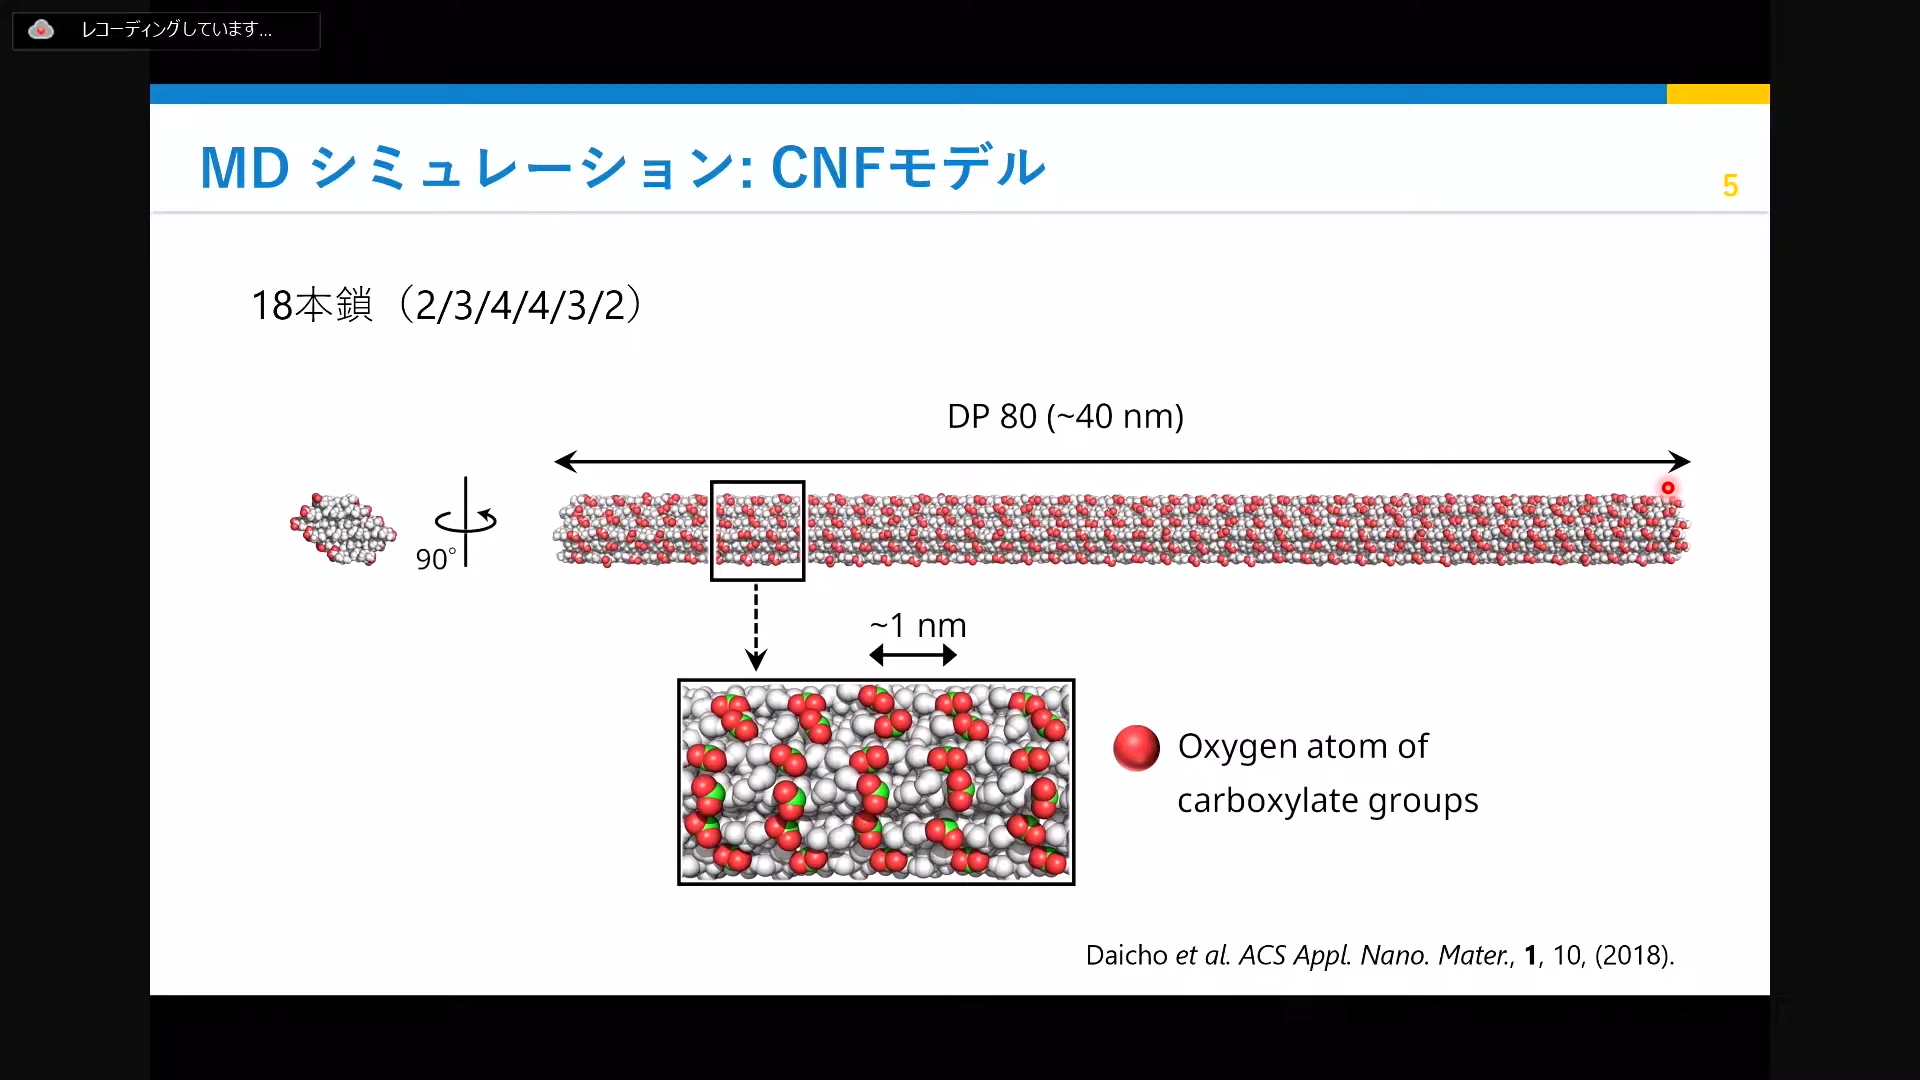 レコーディングしています...
MD シミュレーション: CNFモデル
5
18本鎖（2/3/4/4/3/2）
DP 80 (~40 nm)
90°
~1 nm
Oxygen atom of
carboxylate groups
Daicho et al. ACS Appl. Nano. Mater., 1, 10, (2018).